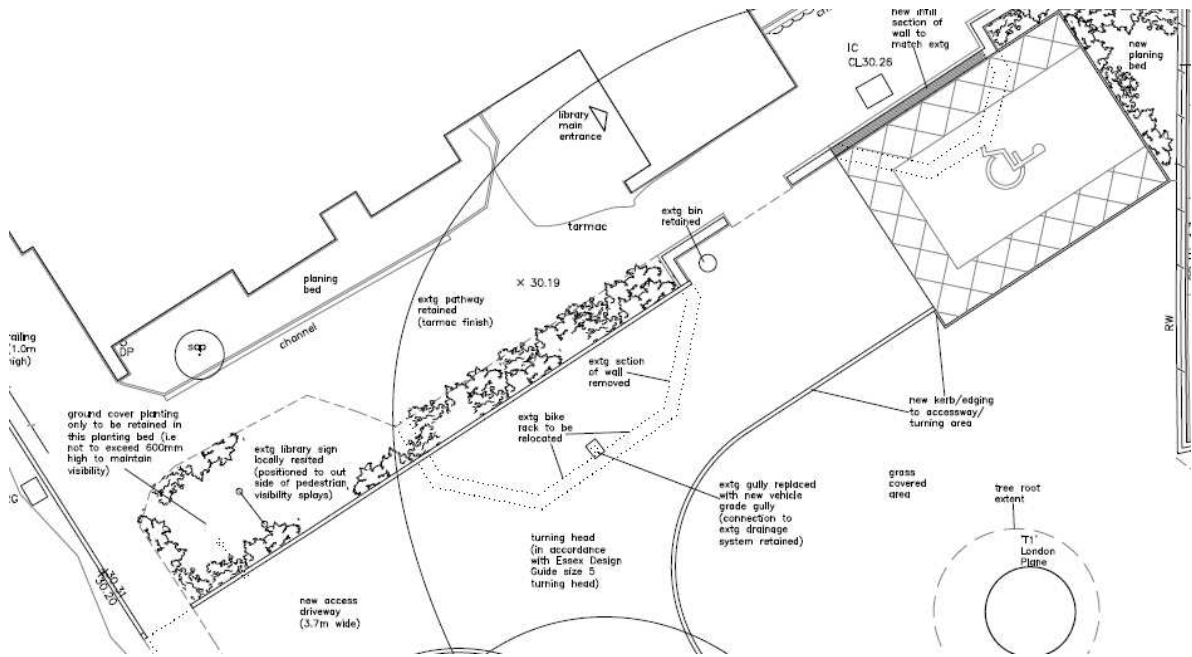 new infill
section of
wall to
match extg
IC
CL30.26
new
planing
bed
library
main
entrance
extg bin
retained
tarmac
planing
bed
× 30.19
extg pathway
retained
(tarmac finish)
channel
sap
DP
railing
(1.0m
high)
RW
extg sction
of wall
removed
ground cover planting
only to be retained in
this planting bed (i.e
not to exceed 600mm
high to maintain
visibility)
extg library sign
locally resited
(positioned to out
side of pedestrian
visibility splays)
extg bike
rack to be
relocated
new kerb/edging
to accessway/
turning area
extg gully replaced
with new vehicle
grade gully
(connection to
extg drainage
system retained)
grass
covered
area
tree root
extent
'T1'
London
Plane
turning head
(in accordance
with Essex Design
Guide size 5
turning head)
new access
driveway
(3.7m wide)
30.31
30.20